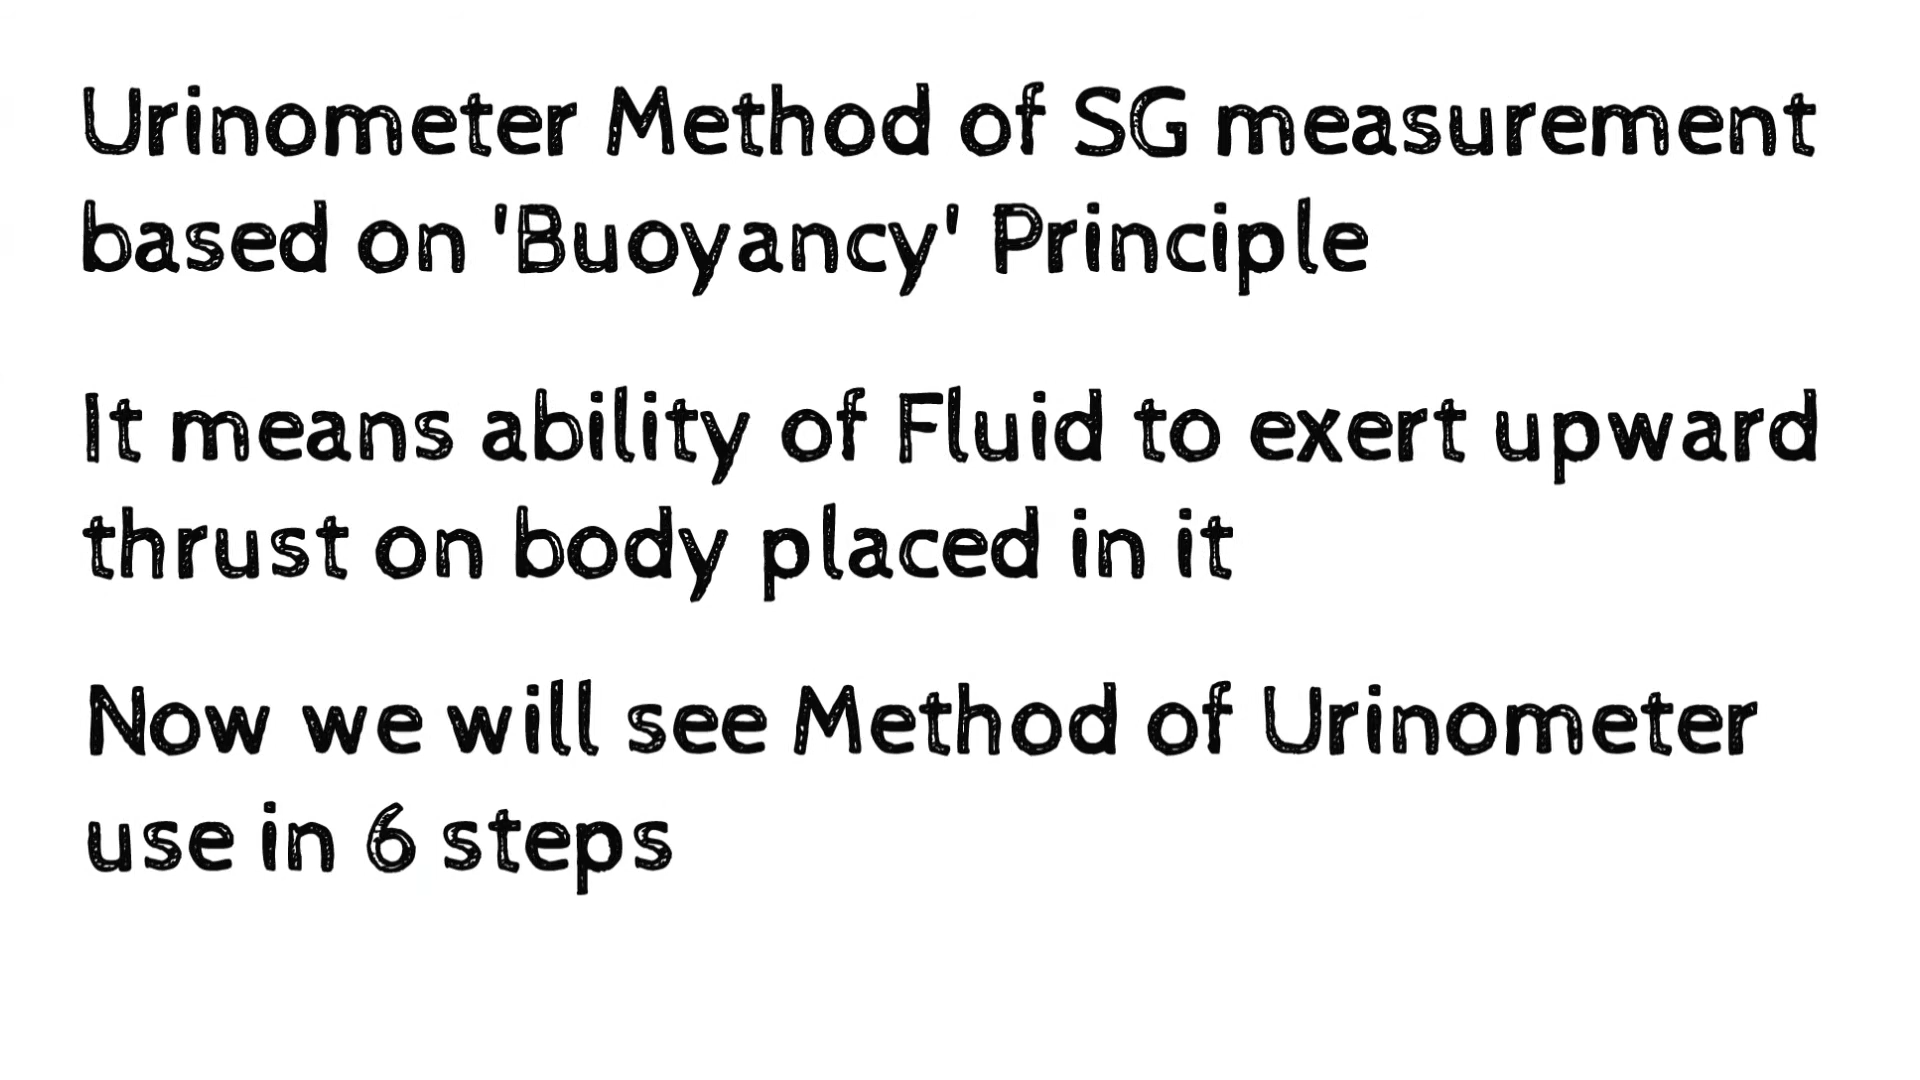 Urinometer Method of SG measurement
based on 'Buoyancy' Principle
It means ability of Fluid to exert upward
thrust on body placed in it
Now we will see Method of Urinometer
use in 6 steps